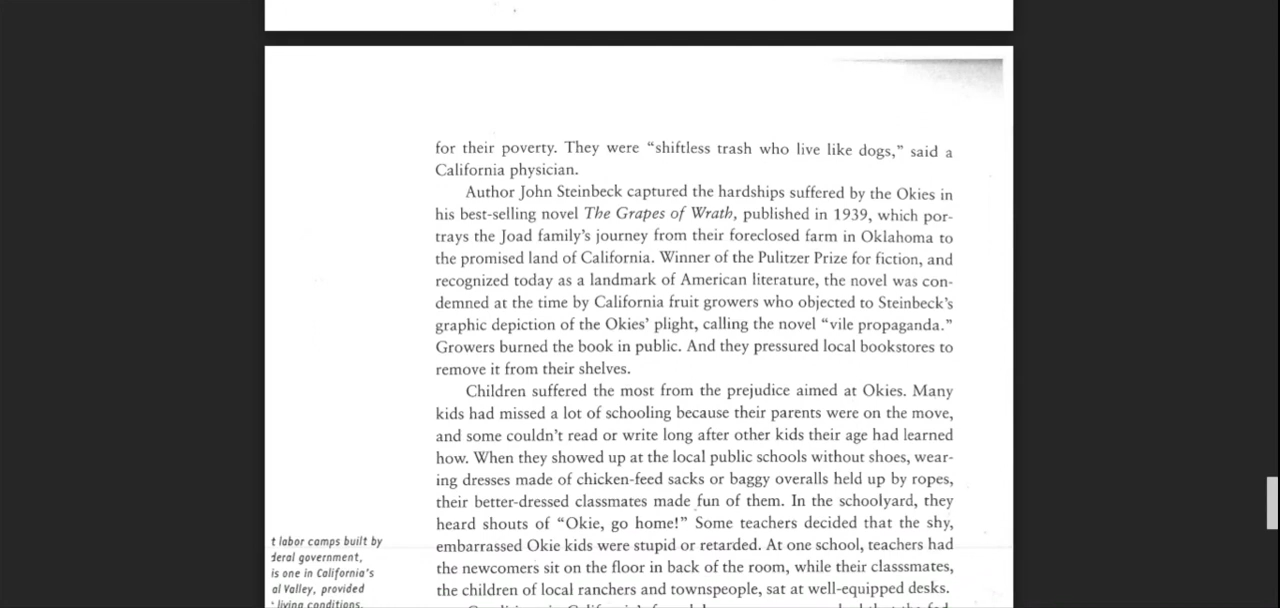 for their poverty. They were “shiftless trash who live like dogs,” said a
California physician.
Author John Steinbeck captured the hardships suffered by the Okies in
his best-selling novel The Grapes of Wrath, published in 1939, which por-
trays the Joad family’s journey from their foreclosed farm in Oklahoma to
the promised land of California. Winner of the Pulitzer Prize for fiction, and
recognized today as a landmark of American literature, the novel was con-
demned at the time by California fruit growers who objected to Steinbeck’s
graphic depiction of the Okies’ plight, calling the novel “vile propaganda.”
Growers burned the book in public. And they pressured local bookstores to
remove it from their shelves.
Children suffered the most from the prejudice aimed at Okies. Many
kids had missed a lot of schooling because their parents were on the move,
and some couldn’t read or write long after other kids their age had learned
how. When they showed up at the local public schools without shoes, wear-
ing dresses made of chicken-feed sacks or baggy overalls held up by ropes,
their better-dressed classmates made fun of them. In the schoolyard, they
heard shouts of “Okie, go home!” Some teachers decided that the shy,
embarrassed Okie kids were stupid or retarded. At one school, teachers had
the newcomers sit on the floor in back of the room, while their classsmates,
the children of local ranchers and townspeople, sat at well-equipped desks.
t labor camps built by
deral government,
is one in California’s
al Valley, provided
living conditions.